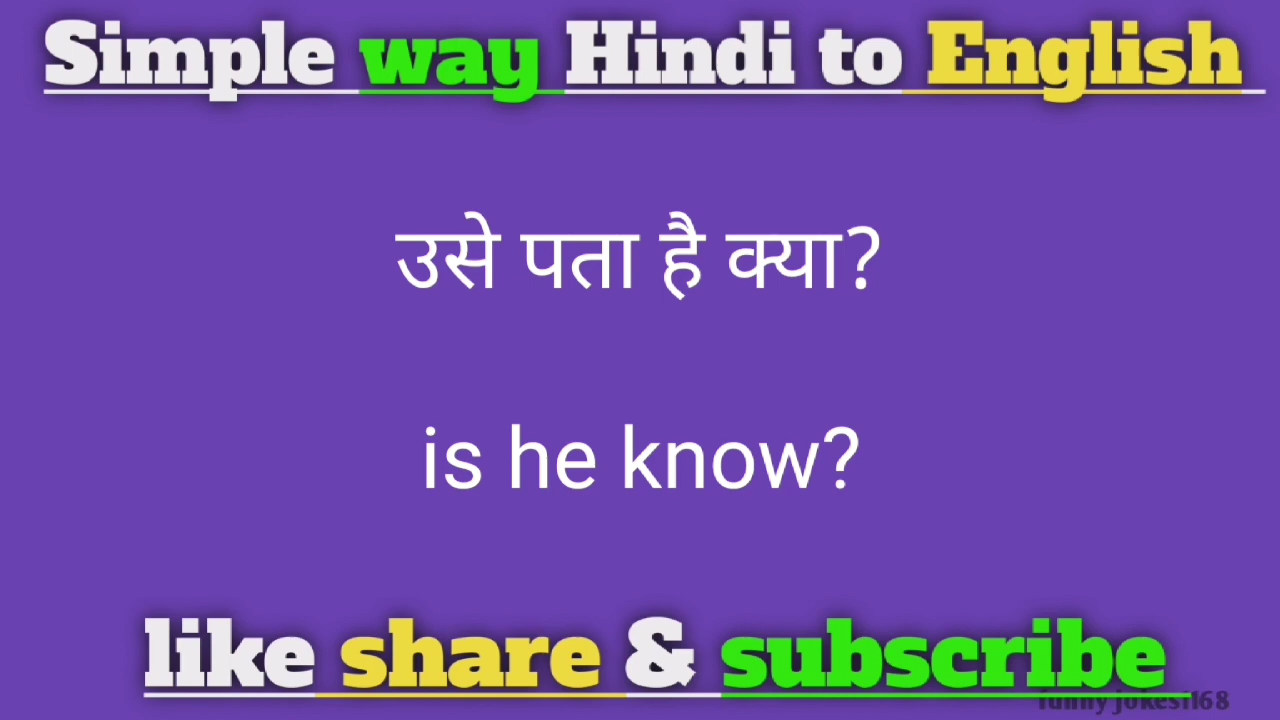 Simple way Hindi to English
उसे पता है क्या?
is he know?
like share & subscribe